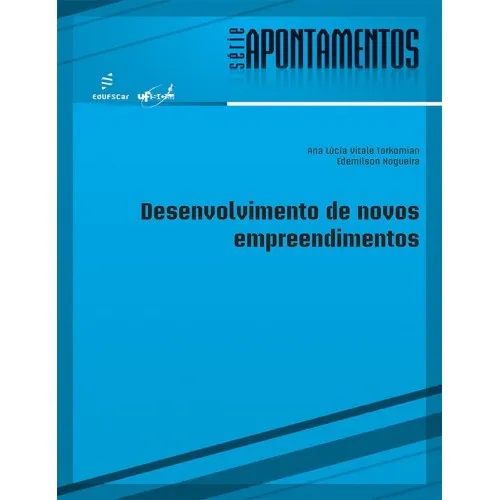 série APONTAMENTOS
EDUFSCar
Ana Lúcia Vitale Torkomian
Edemilson Nogueira
Desenvolvimento de novos
empreendimentos